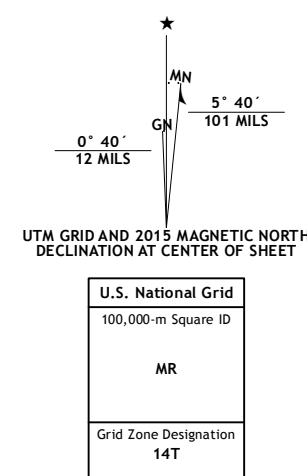 ★
MN
5° 40´
101 MILS
GN
0° 40´
12 MILS
UTM GRID AND 2015 MAGNETIC NORTH
DECLINATION AT CENTER OF SHEET
U.S. National Grid
100,000-m Square ID
MR
Grid Zone Designation
14T